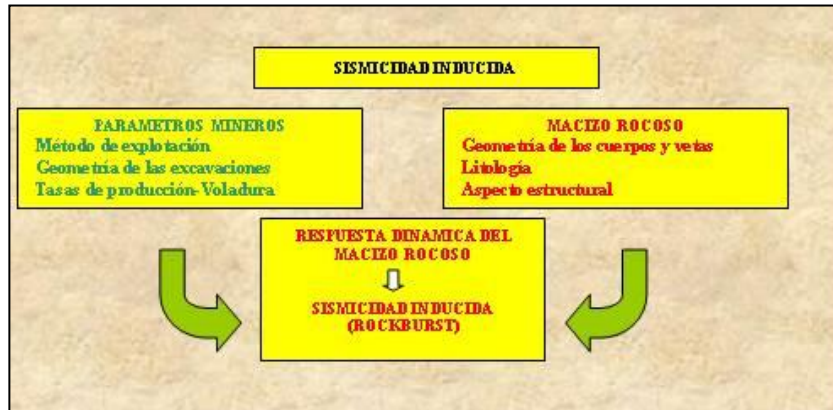 SISMICIDAD INDUCIDA
PARAMETROS MINEROS
Método de explotación
Geometría de las excavaciones
Tasas de producción-Voladura
MACIZO ROCOSO
Geometría de los cuerpos y vetas
Litología
Aspecto estructural
RESPUESTA DINAMICA DEL
MACIZO ROCOSO
SISMICIDAD INDUCIDA
(ROCKBURST)